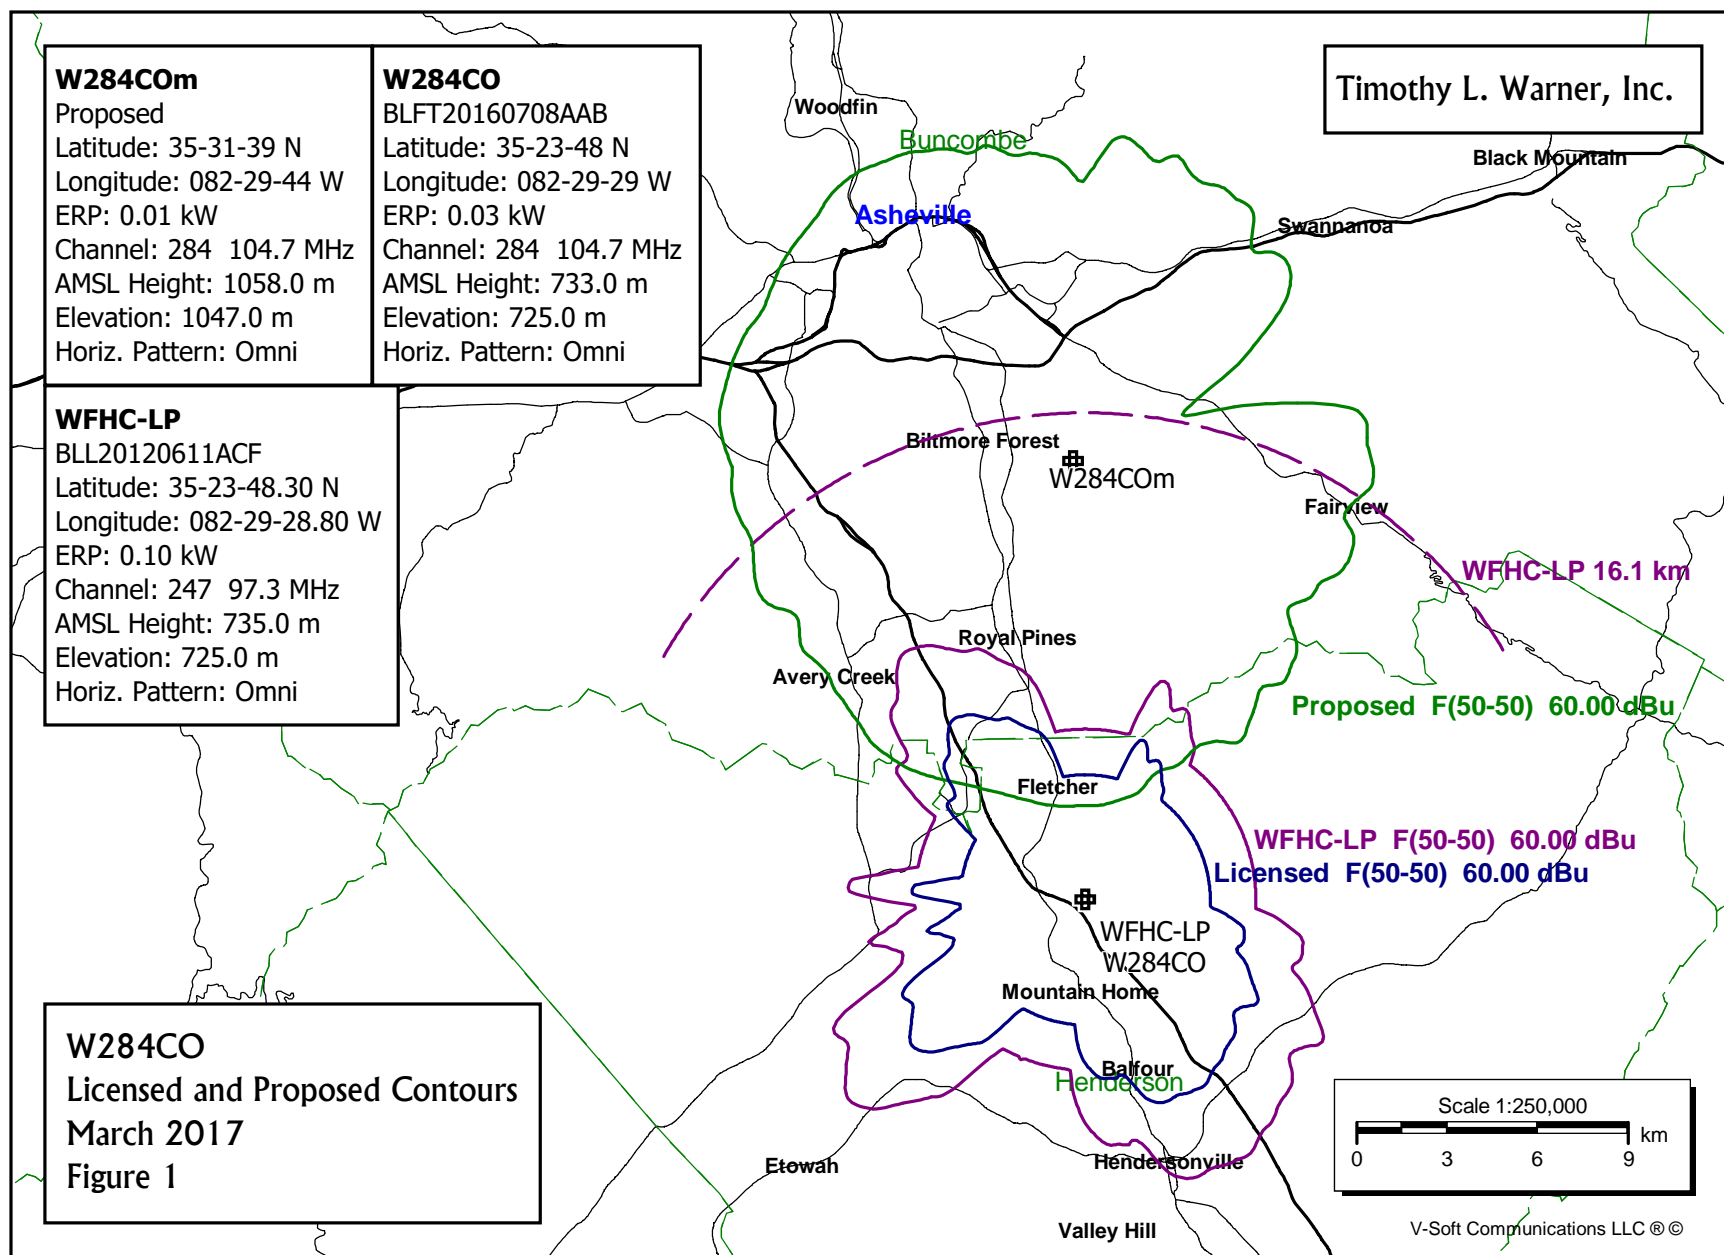 W284COm
Proposed
Latitude: 35-31-39 N
Longitude: 082-29-44 W
ERP: 0.01 kW
Channel: 284 104.7 MHz
AMSL Height: 1058.0 m
Elevation: 1047.0 m
Horiz. Pattern: Omni
W284CO
BLFT20160708AAB
Latitude: 35-23-48 N
Longitude: 082-29-29 W
ERP: 0.03 kW
Channel: 284 104.7 MHz
AMSL Height: 733.0 m
Elevation: 725.0 m
Horiz. Pattern: Omni
WFHC-LP
BLL20120611ACF
Latitude: 35-23-48.30 N
Longitude: 082-29-28.80 W
ERP: 0.10 kW
Channel: 247 97.3 MHz
AMSL Height: 735.0 m
Elevation: 725.0 m
Horiz. Pattern: Omni
Timothy L. Warner, Inc.
Woodfin
Buncombe
Black Mountain
Asheville
Swannanoa
Biltmore Forest
W284COm
Fairview
WFHC-LP 16.1 km
Royal Pines
Avery Creek
Proposed F(50-50) 60.00 dBu
Fletcher
WFHC-LP F(50-50) 60.00 dBu
Licensed F(50-50) 60.00 dBu
WFHC-LP
W284CO
Mountain Home
Balfour
Henderson
Etowah
Hendersonville
Valley Hill
W284CO
Licensed and Proposed Contours
March 2017
Figure 1
Scale 1:250,000
km
0 3 6 9
V-Soft Communications LLC ® ©